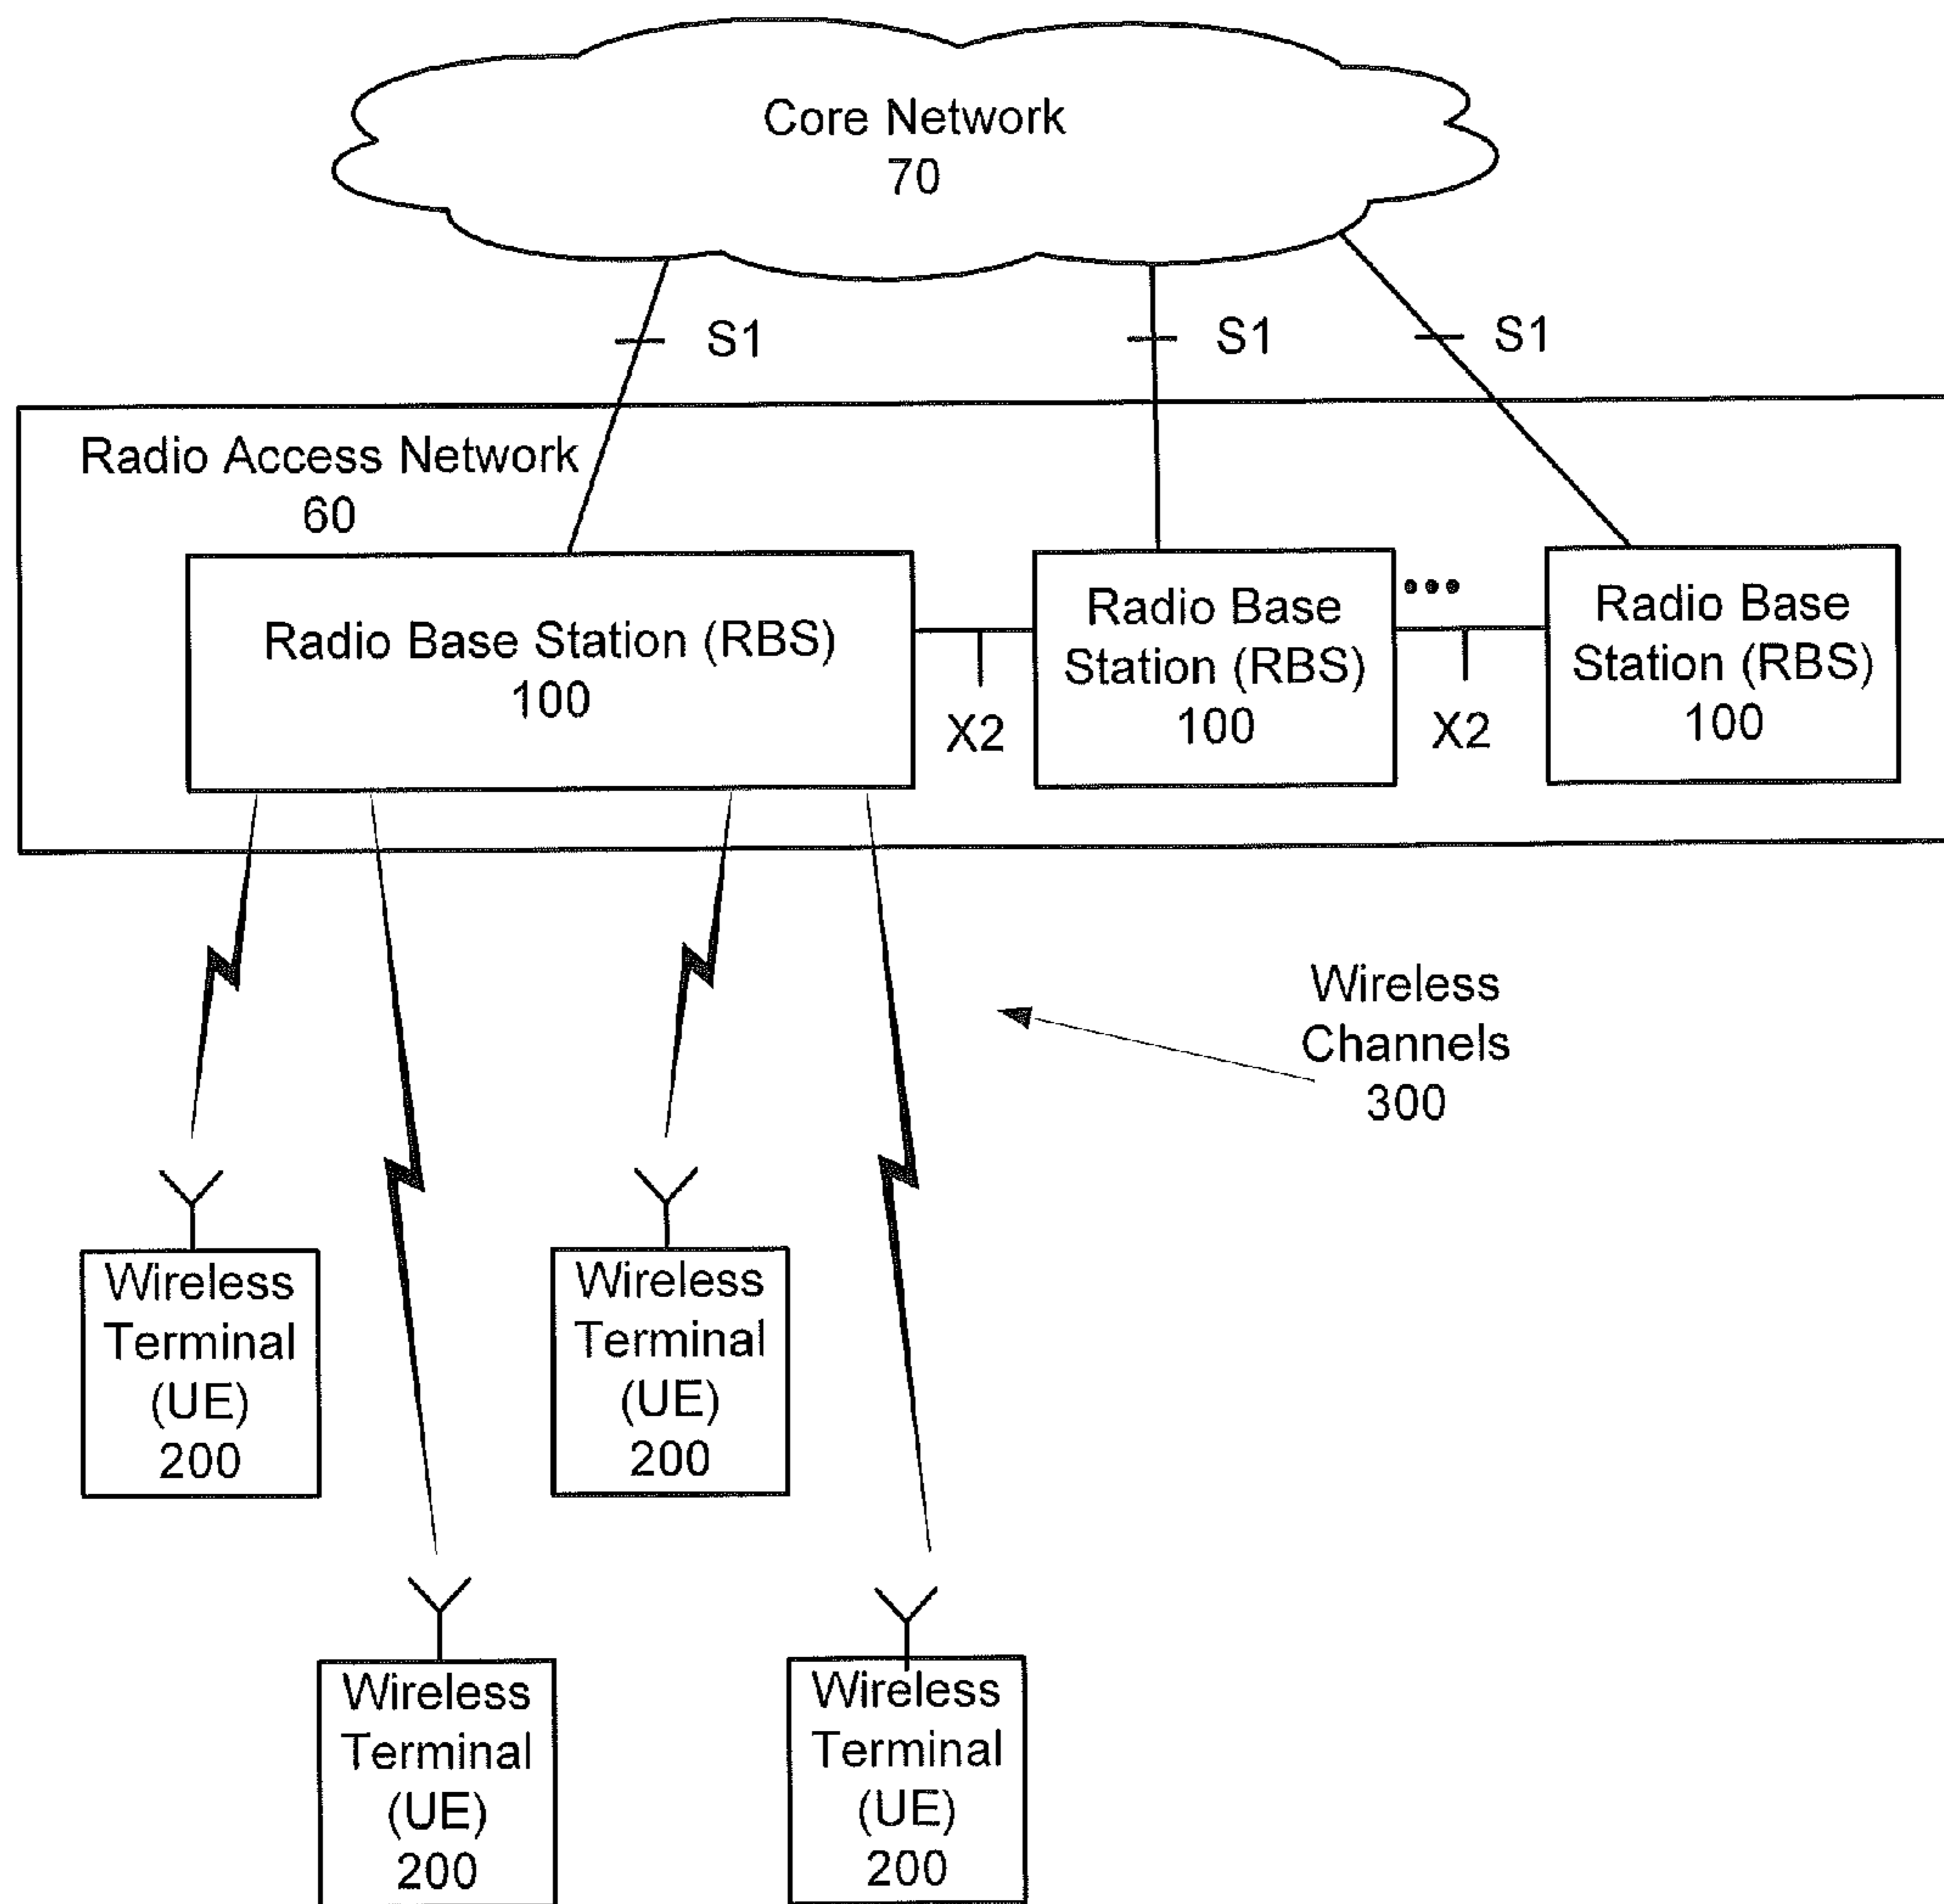 Core Network
70
S1
S1
S1
Radio Access Network
60
Radio Base Station (RBS)
100
X2
Radio Base
Station (RBS)
100
X2
Radio Base
Station (RBS)
100
Wireless
Channels
300
Wireless
Terminal
(UE)
200
Wireless
Terminal
(UE)
200
Wireless
Terminal
(UE)
200
Wireless
Terminal
(UE)
200